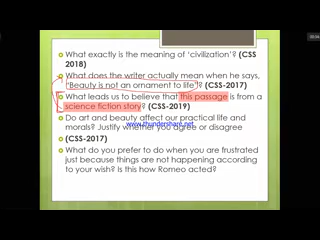 What exactly is the meaning of 'civilization'? (CSS
2018)
What does the writer actually mean when he says,
'Beauty is not an ornament to life'? (CSS-2017)
What leads us to believe that this passage is from a
science fiction story? (CSS-2019)
Do art and beauty affect our practical life and
morals? Justify whether you agree or disagree
www.thundershare.net
(CSS-2017)
What do you prefer to do when you are frustrated
just because things are not happening according
to your wish? Is this how Romeo acted?